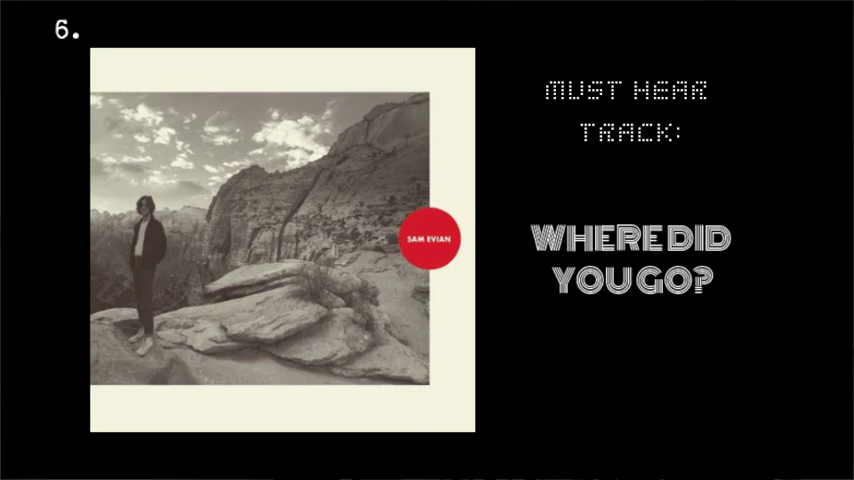 6.
MUST HEAR
TRACK:
SAM EVIAN
WHERE DID
YOU GO?